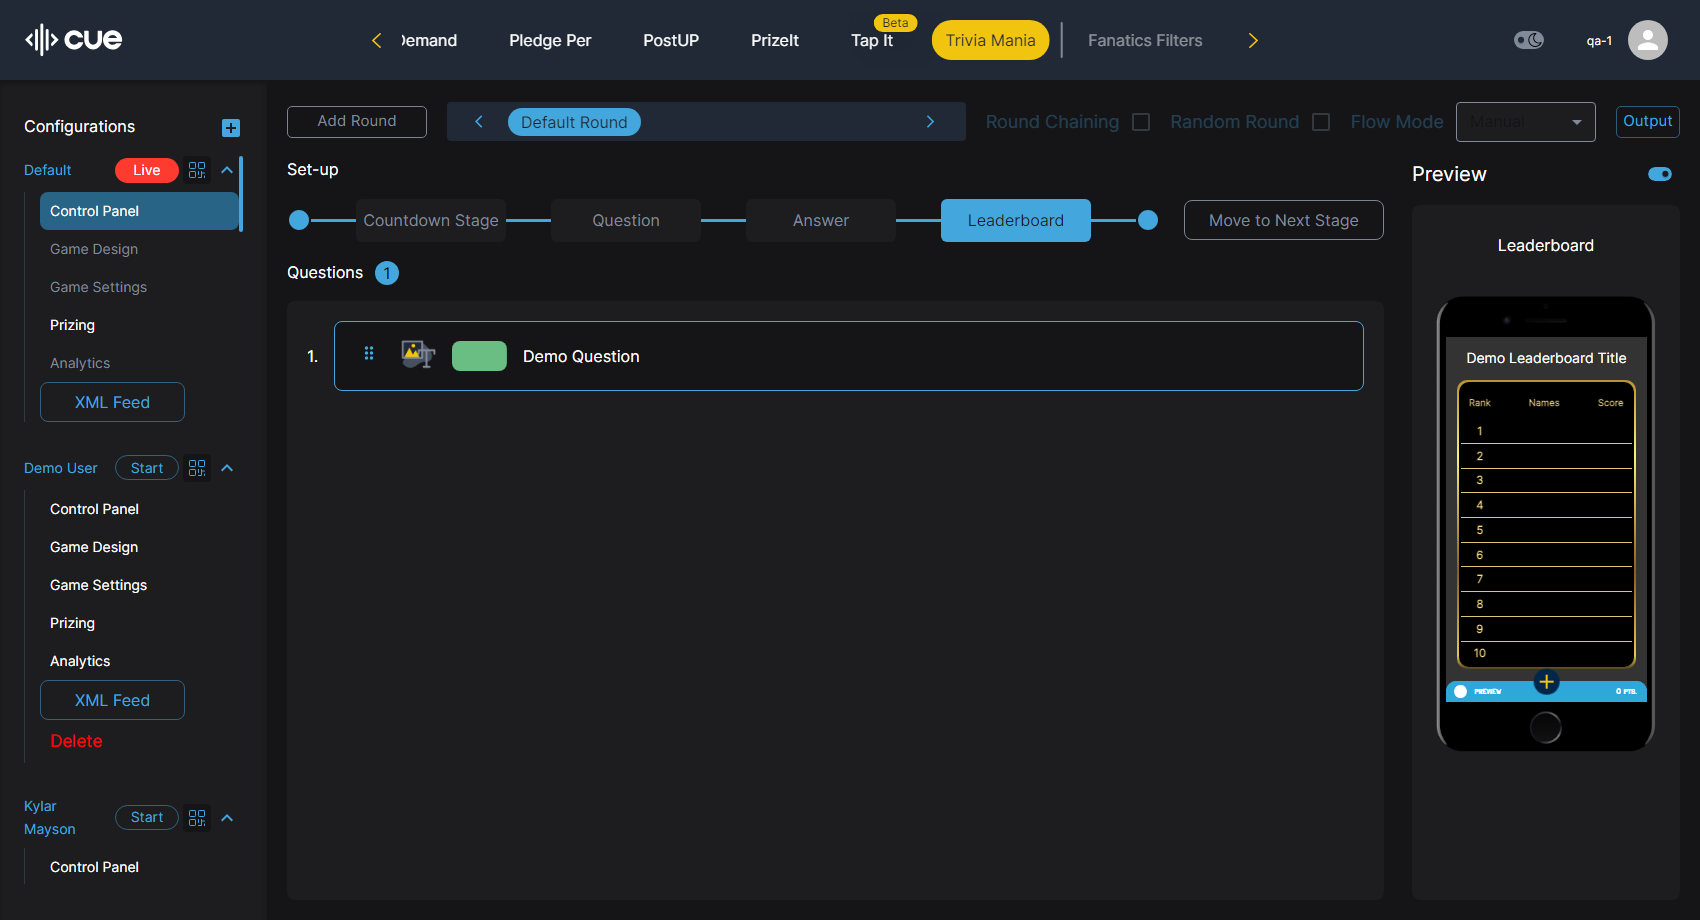 cue
Demand
Pledge Per
PostUP
PrizeIt
Tap It
Beta
Trivia Mania
Fanatics Filters
qa-1
Configurations
Default
Live
Control Panel
Game Design
Game Settings
Prizing
Analytics
XML Feed
Demo User
Start
Control Panel
Game Design
Game Settings
Prizing
Analytics
XML Feed
Delete
Kylar
Mayson
Start
Control Panel
Add Round
Default Round
Round Chaining
Random Round
Flow Mode
Manual
Output
Set-up
Countdown Stage
Question
Answer
Leaderboard
Move to Next Stage
Questions 1
1. Demo Question
Preview
Leaderboard
Demo Leaderboard Title
Rank Names Score
1
2
3
4
5
6
7
8
9
10
PREVIEW 0 PTS.